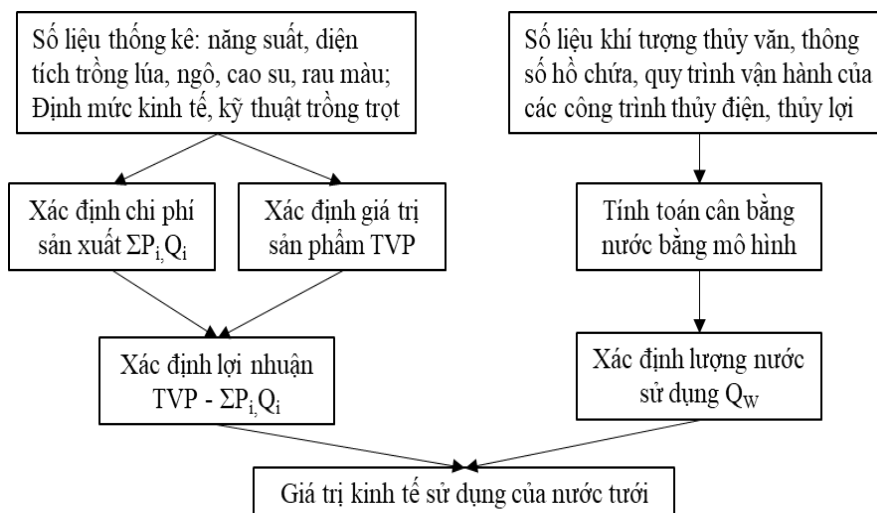 Số liệu thống kê: năng suất, diện
tích trồng lúa, ngô, cao su, rau màu;
Định mức kinh tế, kỹ thuật trồng trọt
Số liệu khí tượng thủy văn, thông
số hồ chứa, quy trình vận hành của
các công trình thủy điện, thủy lợi
Xác định chi phí
sản xuất ΣPi,Qi
Xác định giá trị
sản phẩm TVP
Tính toán cân bằng
nước bằng mô hình
Xác định lợi nhuận
TVP - ΣPi,Qi
Xác định lượng nước
sử dụng QW
Giá trị kinh tế sử dụng của nước tưới